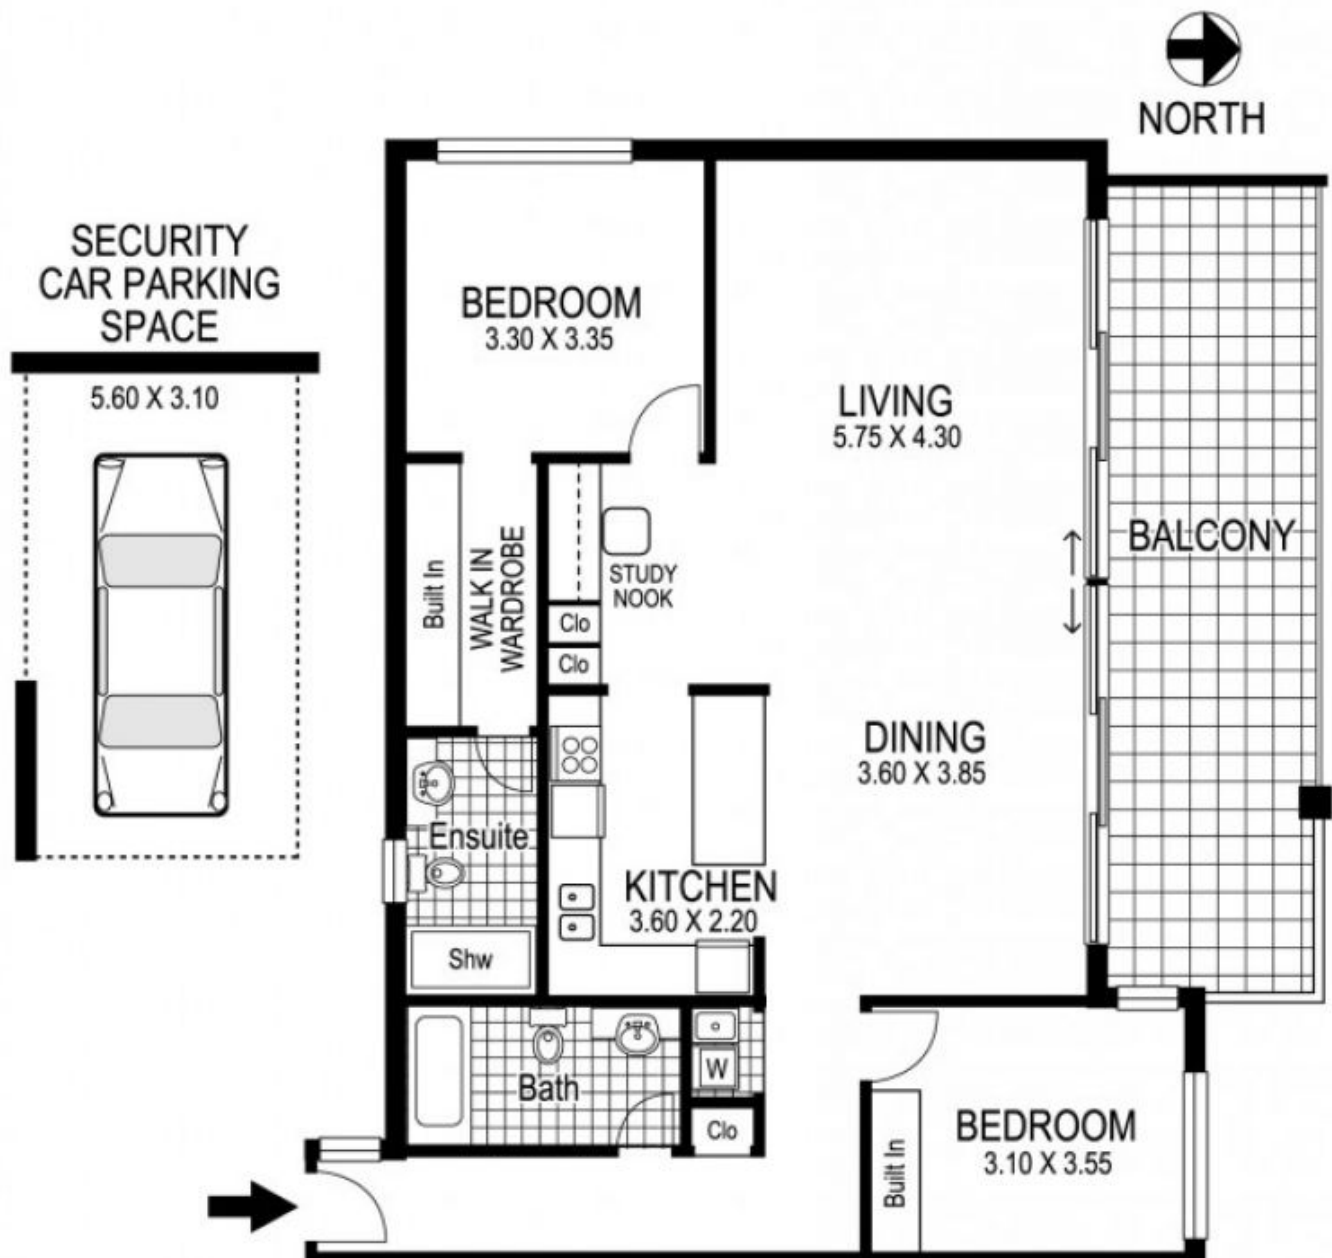 NORTH
SECURITY
CAR PARKING
SPACE
5.60 X 3.10
BEDROOM
3.30 X 3.35
LIVING
5.75 X 4.30
BALCONY
Built In
WALK IN
WARDROBE
STUDY
NOOK
Clo
Clo
DINING
3.60 X 3.85
Ensuite
KITCHEN
3.60 X 2.20
Shw
Bath
W
Clo
BEDROOM
3.10 X 3.55
Built In